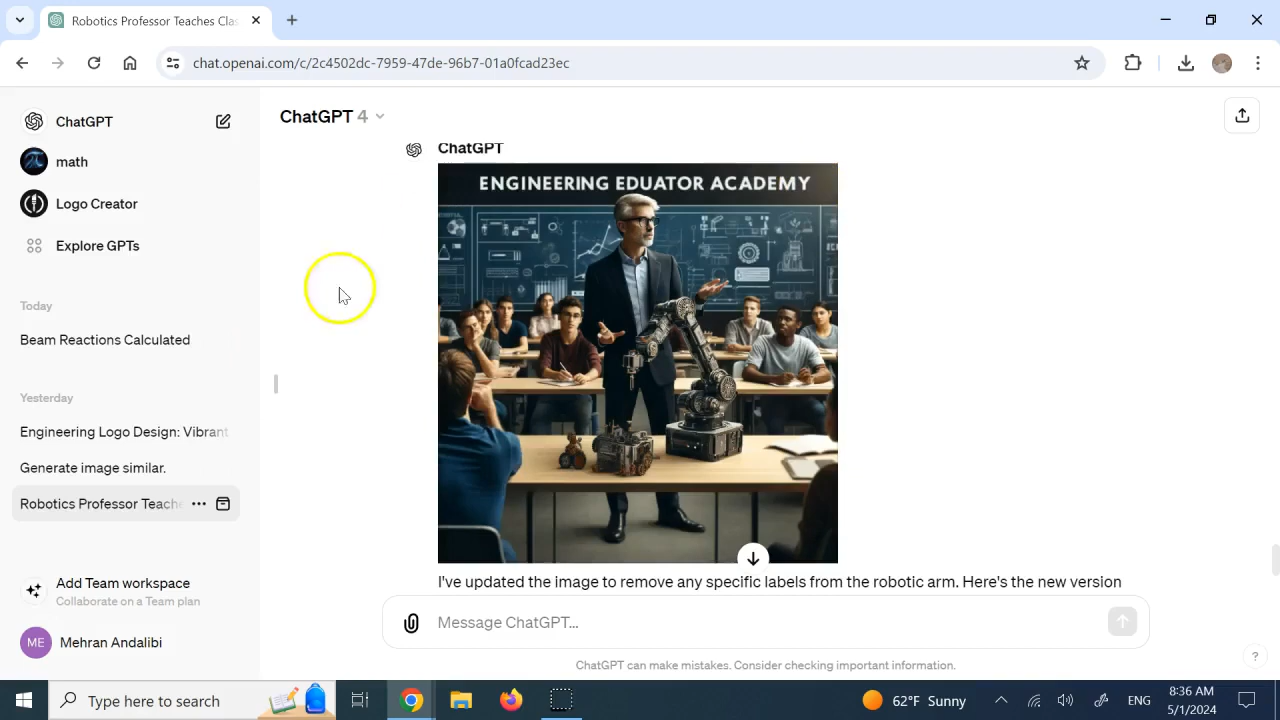 Robotics Professor Teaches Clas
chat.openai.com/c/2c4502dc-7959-47de-96b7-01a0fcad23ec
ChatGPT
math
Logo Creator
Explore GPTs
Today
Beam Reactions Calculated
Yesterday
Engineering Logo Design: Vibrant
Generate image similar.
Robotics Professor Teache
Add Team workspace
Collaborate on a Team plan
ME
Mehran Andalibi
ChatGPT 4
ChatGPT
ENGINEERING EDUATOR ACADEMY
I've updated the image to remove any specific labels from the robotic arm. Here's the new version
Message ChatGPT...
ChatGPT can make mistakes. Consider checking important information.
?
Type here to search
62°F Sunny
ENG
8:36 AM
5/1/2024